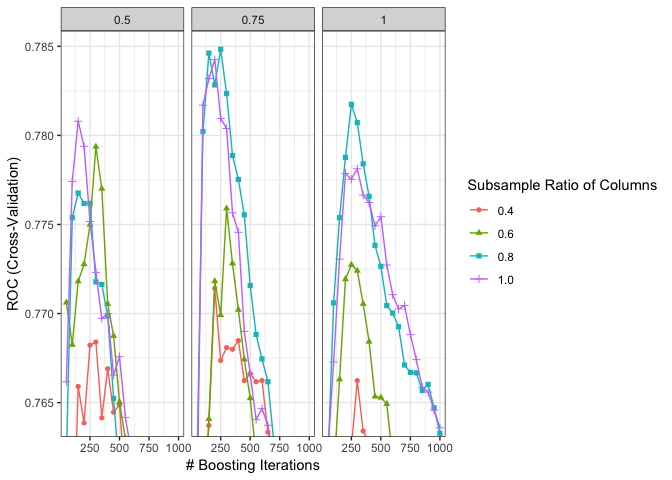 0.5 0.75 1
0.785
0.780
0.775
0.770
0.765
ROC (Cross-Validation)
250 500 750 1000 250 500 750 1000 250 500 750 1000
# Boosting Iterations
Subsample Ratio of Columns
0.4
0.6
0.8
1.0